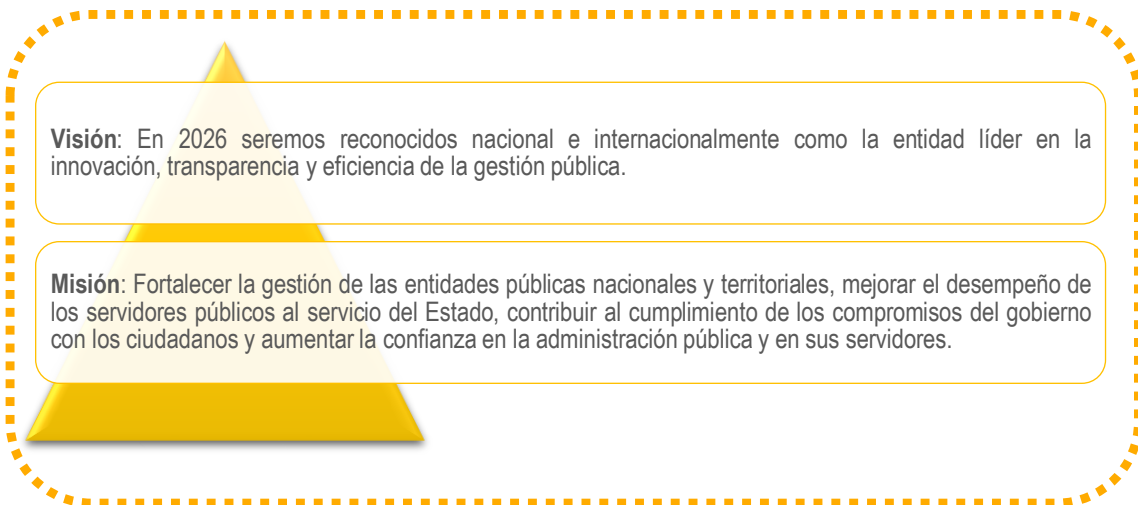 Visión: En 2026 seremos reconocidos nacional e internacionalmente como la entidad líder en la
innovación, transparencia y eficiencia de la gestión pública.
Misión: Fortalecer la gestión de las entidades públicas nacionales y territoriales, mejorar el desempeño de
los servidores públicos al servicio del Estado, contribuir al cumplimiento de los compromisos del gobierno
con los ciudadanos y aumentar la confianza en la administración pública y en sus servidores.